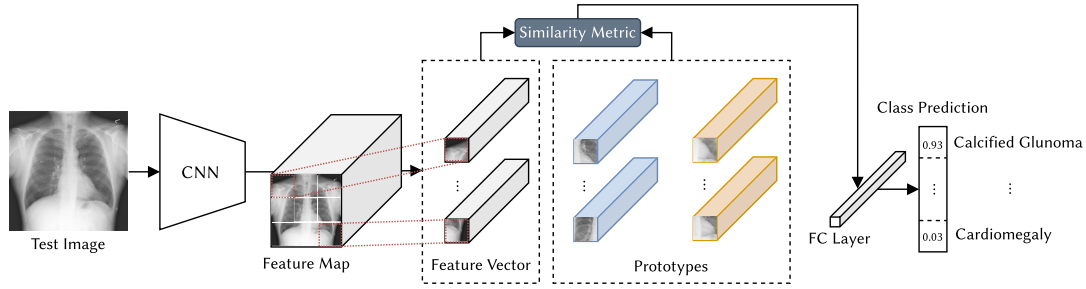 Similarity Metric
Class Prediction
CNN
0.93
Calcified Glunoma
Test Image
Feature Map
Feature Vector
Prototypes
FC Layer
0.03
Cardiomegaly